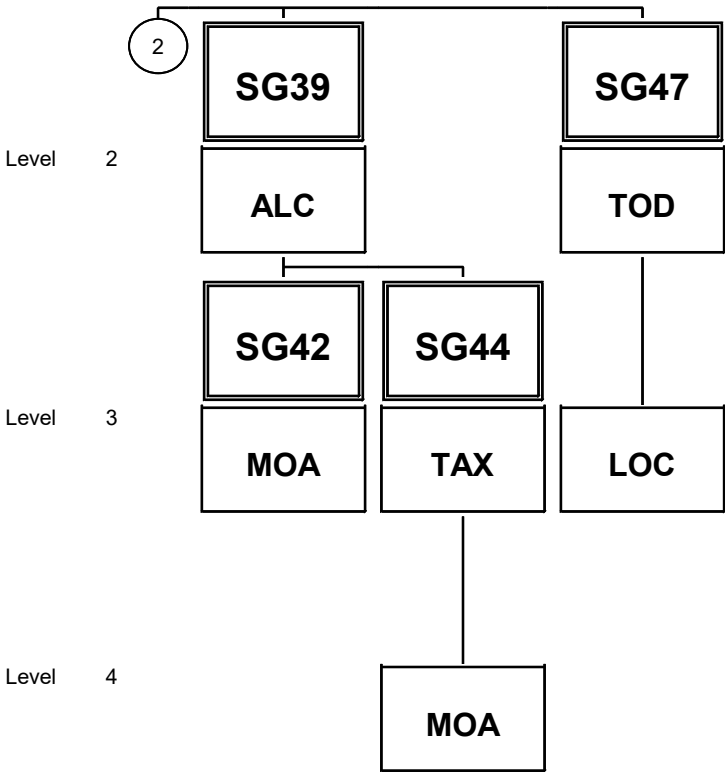 2
SG39 SG47
Level 2
ALC TOD
SG42 SG44
Level 3
MOA TAX LOC
Level 4
MOA